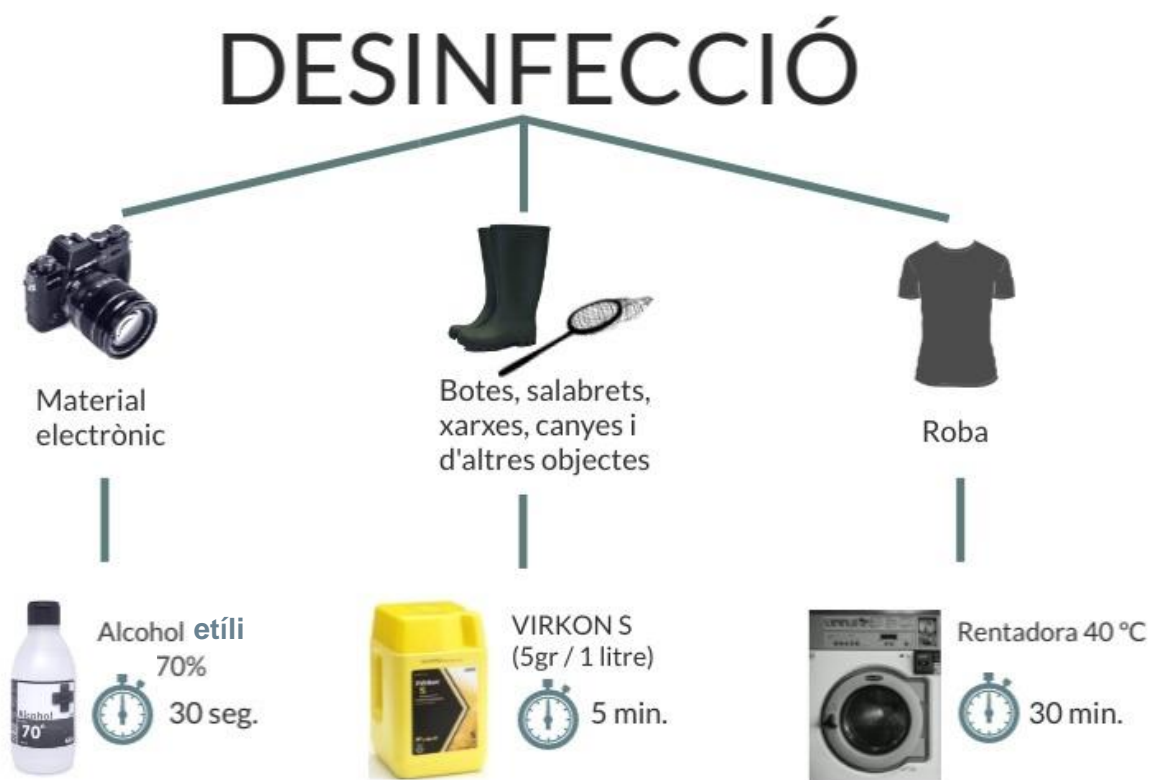 DESINFECCIÓ
Material
electrònic
Botes, salabrets,
xarxes, canyes i
d'altres objectes
Roba
Alcohol etíli
70%
30 seg.
VIRKON S
(5gr / 1 litre)
5 min.
Rentadora 40 °C
30 min.
Alcohol
70°